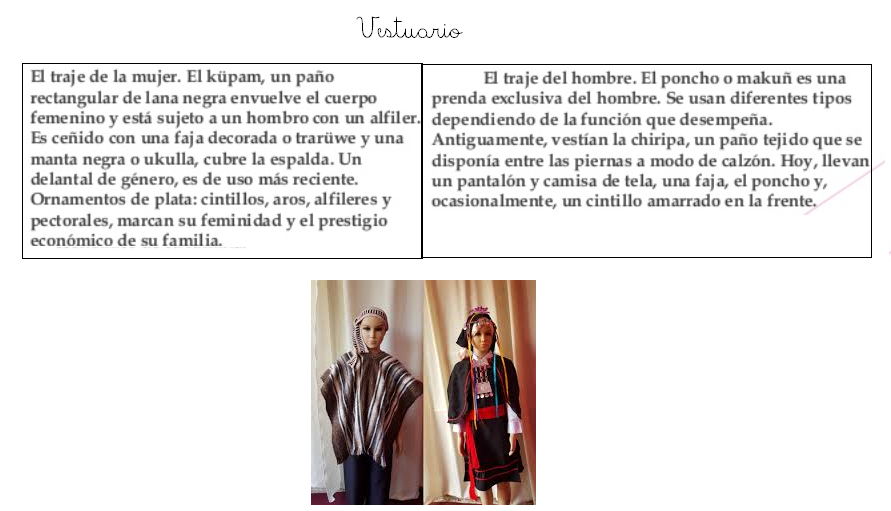 Vestuario
El traje de la mujer. El küpam, un paño
rectangular de lana negra envuelve el cuerpo
femenino y está sujeto a un hombro con un alfiler.
Es ceñido con una faja decorada o trarüwe y una
manta negra o ukulla, cubre la espalda. Un
delantal de género, es de uso más reciente.
Ornamentos de plata: cintillos, aros, alfileres y
pectorales, marcan su feminidad y el prestigio
económico de su familia.
El traje del hombre. El poncho o makuñ es una
prenda exclusiva del hombre. Se usan diferentes tipos
dependiendo de la función que desempeña.
Antiguamente, vestían la chiripa, un paño tejido que se
disponía entre las piernas a modo de calzón. Hoy, llevan
un pantalón y camisa de tela, una faja, el poncho y,
ocasionalmente, un cintillo amarrado en la frente.